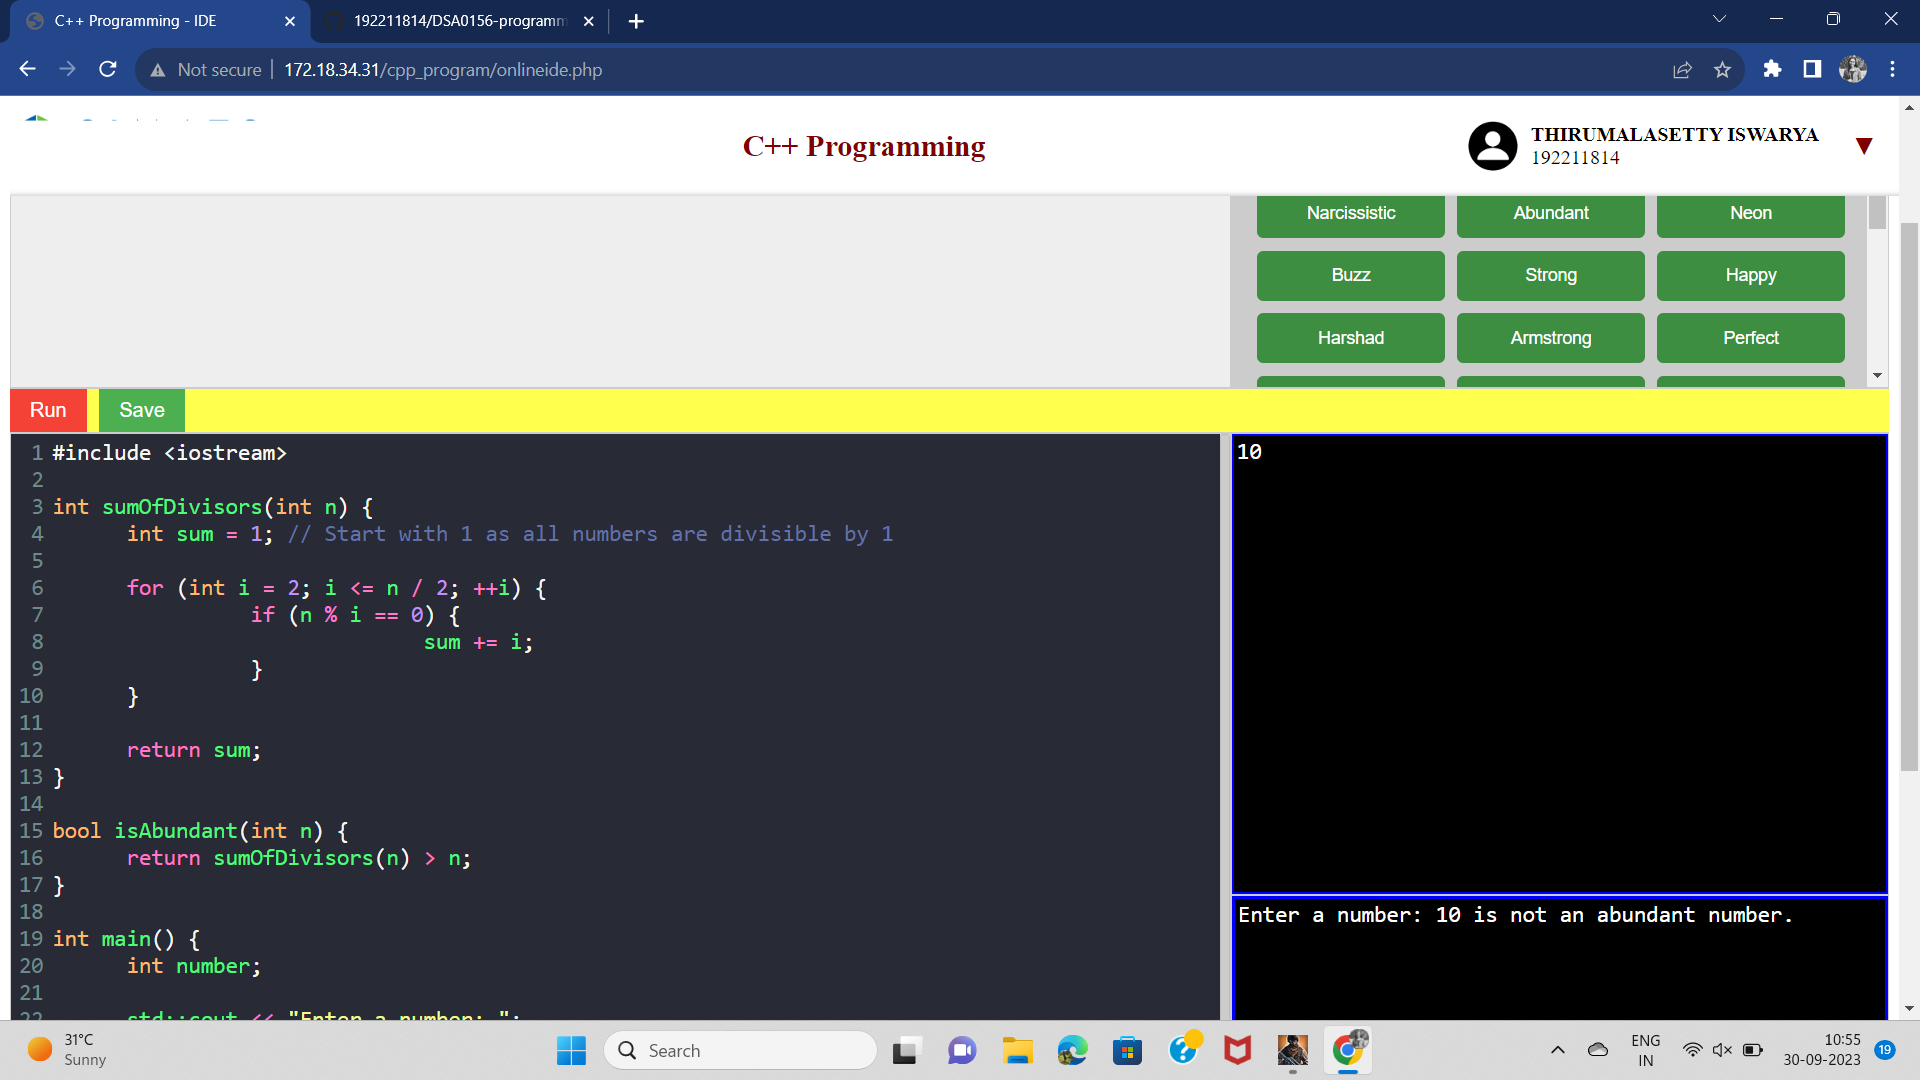 C++ Programming - IDE
192211814/DSA0156-programm
Not secure
172.18.34.31/cpp_program/onlineide.php
C++ Programming
THIRUMALASETTY ISWARYA
192211814
Narcissistic Abundant Neon
Buzz Strong Happy
Harshad Armstrong Perfect
Run Save
1 #include <iostream>
2
3 int sumOfDivisors(int n) {
4 int sum = 1; // Start with 1 as all numbers are divisible by 1
5
6 for (int i = 2; i <= n / 2; ++i) {
7 if (n % i == 0) {
8 sum += i;
9 }
10 }
11
12 return sum;
13 }
14
15 bool isAbundant(int n) {
16 return sumOfDivisors(n) > n;
17 }
18
19 int main() {
20 int number;
21
22 std::cout << "Enter a number: ";
10
Enter a number: 10 is not an abundant number.
31°C
Sunny
Search
ENG
IN
10:55
30-09-2023
19